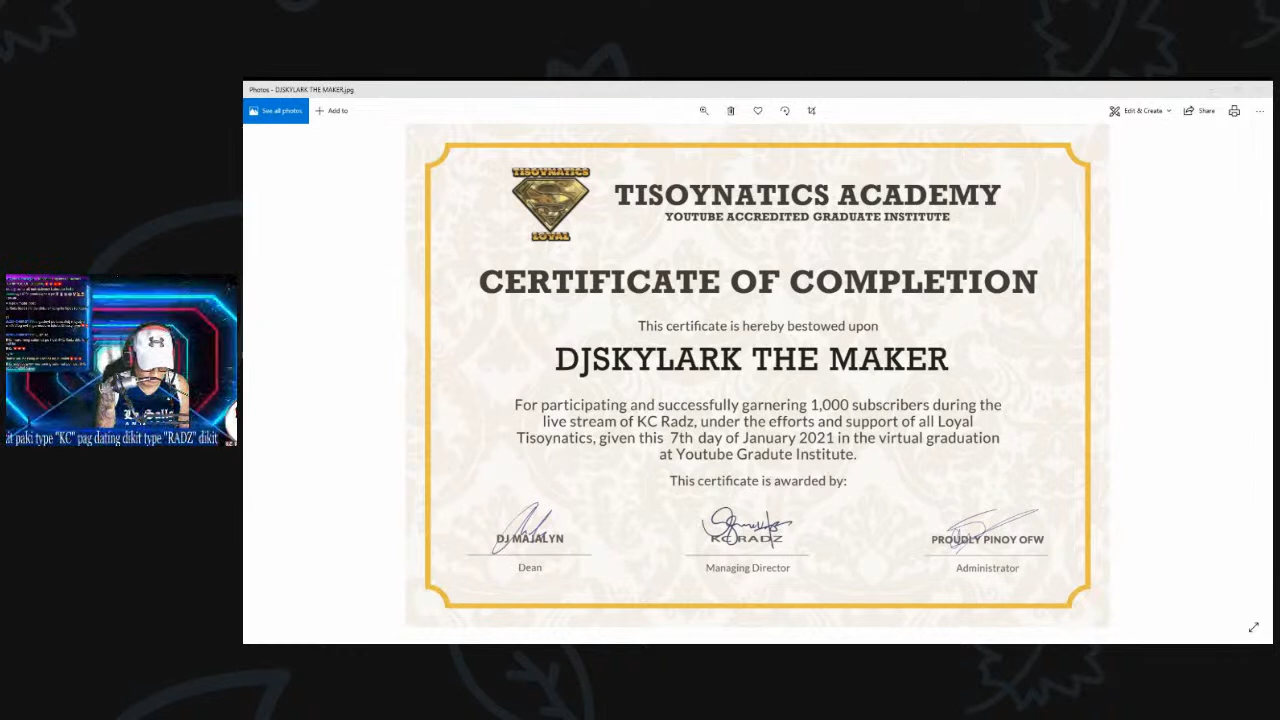 Photos - DJSKYLARK THE MAKER.jpg
See all photos
Add to
Edit & Create
Share
TISOYNATICS
LOYAL
TISOYNATICS ACADEMY
YOUTUBE ACCREDITED GRADUATE INSTITUTE
CERTIFICATE OF COMPLETION
This certificate is hereby bestowed upon
DJSKYLARK THE MAKER
For participating and successfully garnering 1,000 subscribers during the
live stream of KC Radz, under the efforts and support of all Loyal
Tisoynatics, given this 7th day of January 2021 in the virtual graduation
at Youtube Gradute Institute.
This certificate is awarded by:
DJ MAJALYN
Dean
KC RADZ
Managing Director
PROUDLY PINOY OFW
Administrator
La Salle
it paki type "KC" pag dating dikit type "RADZ" dikit